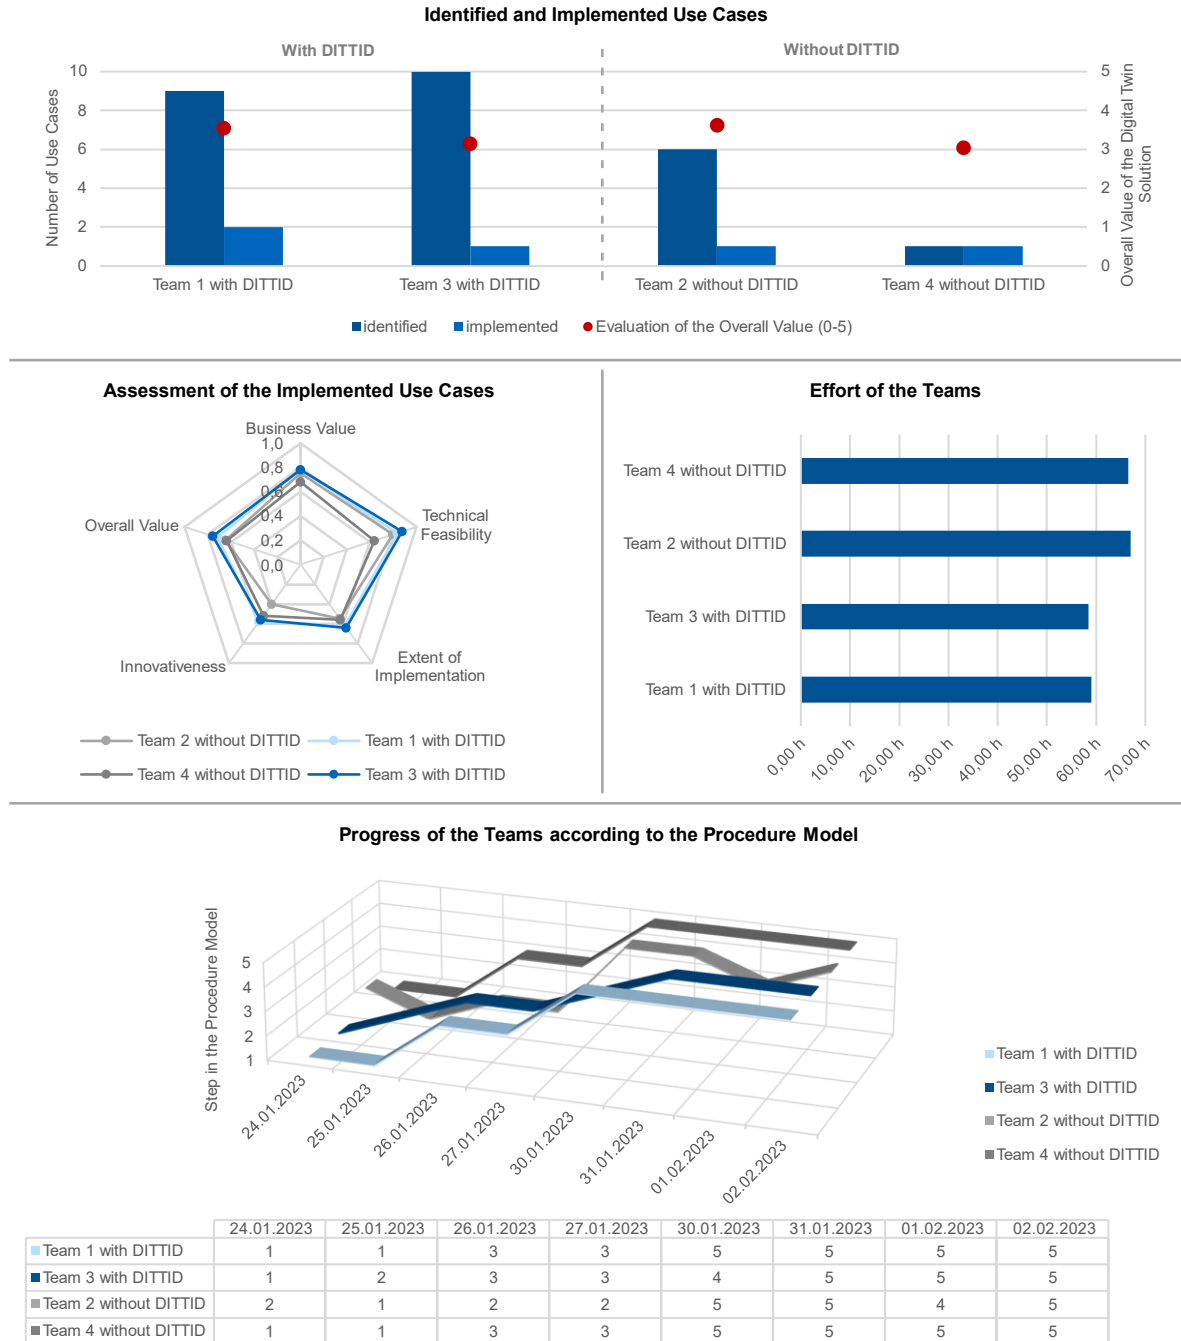 Identified and Implemented Use Cases
With DITTID
Without DITTID
Number of Use Cases
10
8
6
4
2
0
5
4
3
2
1
0
Overall Value of the Digital Twin
Solution
Team 1 with DITTID
Team 3 with DITTID
Team 2 without DITTID
Team 4 without DITTID
identified
implemented
Evaluation of the Overall Value (0-5)
Assessment of the Implemented Use Cases
Business Value
1,0
0,8
0,6
0,4
0,2
0,0
Overall Value
Technical
Feasibility
Innovativeness
Extent of
Implementation
Team 2 without DITTID
Team 1 with DITTID
Team 4 without DITTID
Team 3 with DITTID
Effort of the Teams
Team 4 without DITTID
Team 2 without DITTID
Team 3 with DITTID
Team 1 with DITTID
0,00 h
10,00 h
20,00 h
30,00 h
40,00 h
50,00 h
60,00 h
70,00 h
Progress of the Teams according to the Procedure Model
Step in the Procedure Model
5
4
3
2
1
24.01.2023
25.01.2023
26.01.2023
27.01.2023
30.01.2023
31.01.2023
01.02.2023
02.02.2023
Team 1 with DITTID
Team 3 with DITTID
Team 2 without DITTID
Team 4 without DITTID
24.01.2023 25.01.2023 26.01.2023 27.01.2023 30.01.2023 31.01.2023 01.02.2023 02.02.2023
Team 1 with DITTID 1 1 3 3 5 5 5 5
Team 3 with DITTID 1 2 3 3 4 5 5 5
Team 2 without DITTID 2 1 2 2 5 5 4 5
Team 4 without DITTID 1 1 3 3 5 5 5 5